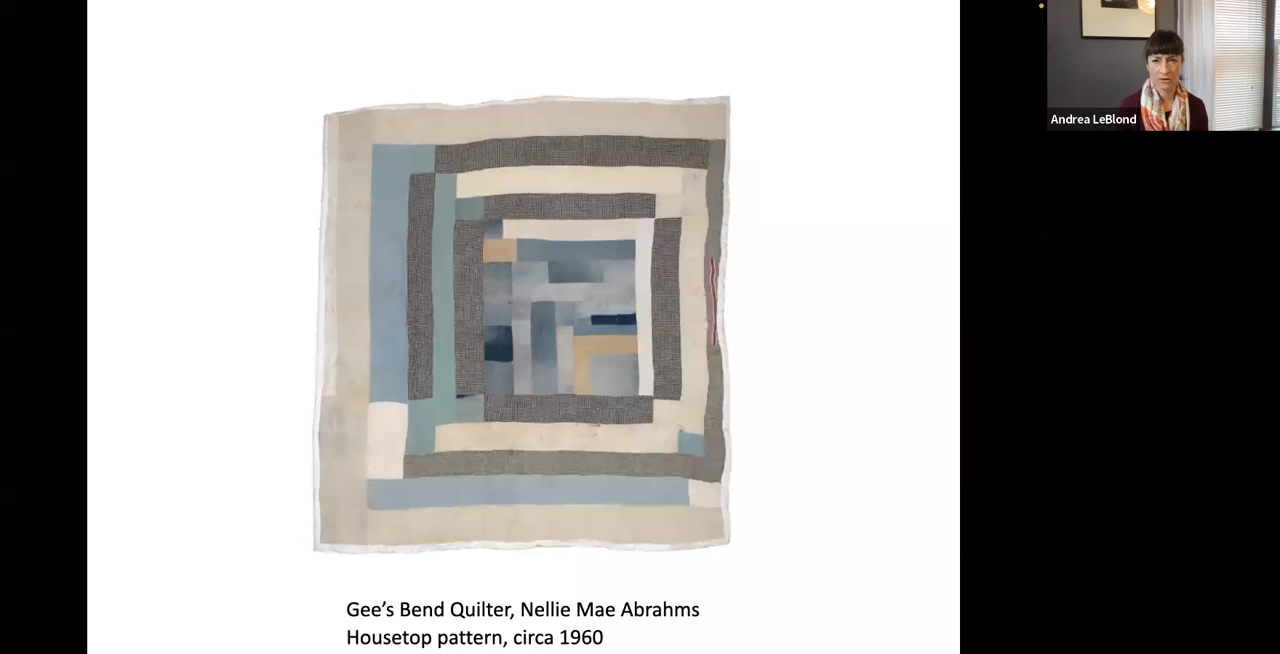 Andrea LeBlond
Gee's Bend Quilter, Nellie Mae Abrahms
Housetop pattern, circa 1960